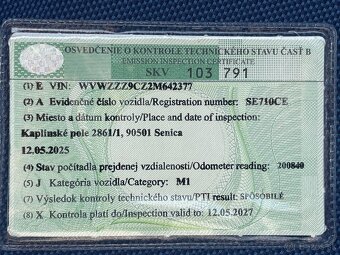 OSVEDČENIE O KONTROLE TECHNICKÉHO STAVU ČASŤ B
EMISSION INSPECTION CERTIFICATE
SKV 103 791
(1) E VIN: WVWZZZ9CZ2M642377
(2) A Evidenčné číslo vozidla/Registration number: SE710CE
(3) Miesto a dátum kontroly/Place and date of inspection:
Kaplinské pole 2861/1, 90501 Senica
12.05.2025
(4) Stav počítadla prejdenej vzdialenosti/Odometer reading: 200840
(5) J Kategória vozidla/Category: M1
(7) Výsledok kontroly technického stavu/PTI result: SPÔSOBILÉ
(8) X Kontrola platí do/Inspection valid to: 12.05.2027